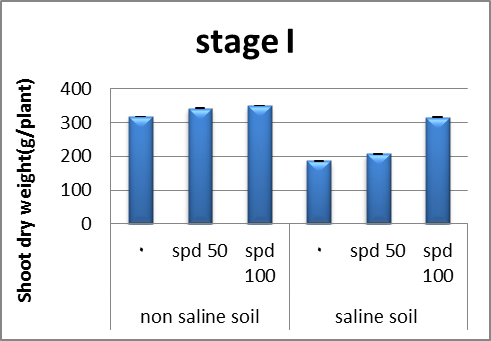 stage I
Shoot dry weight(g/plant)
400
300
200
100
0
spd 50
spd 100
spd 50
spd 100
non saline soil
saline soil